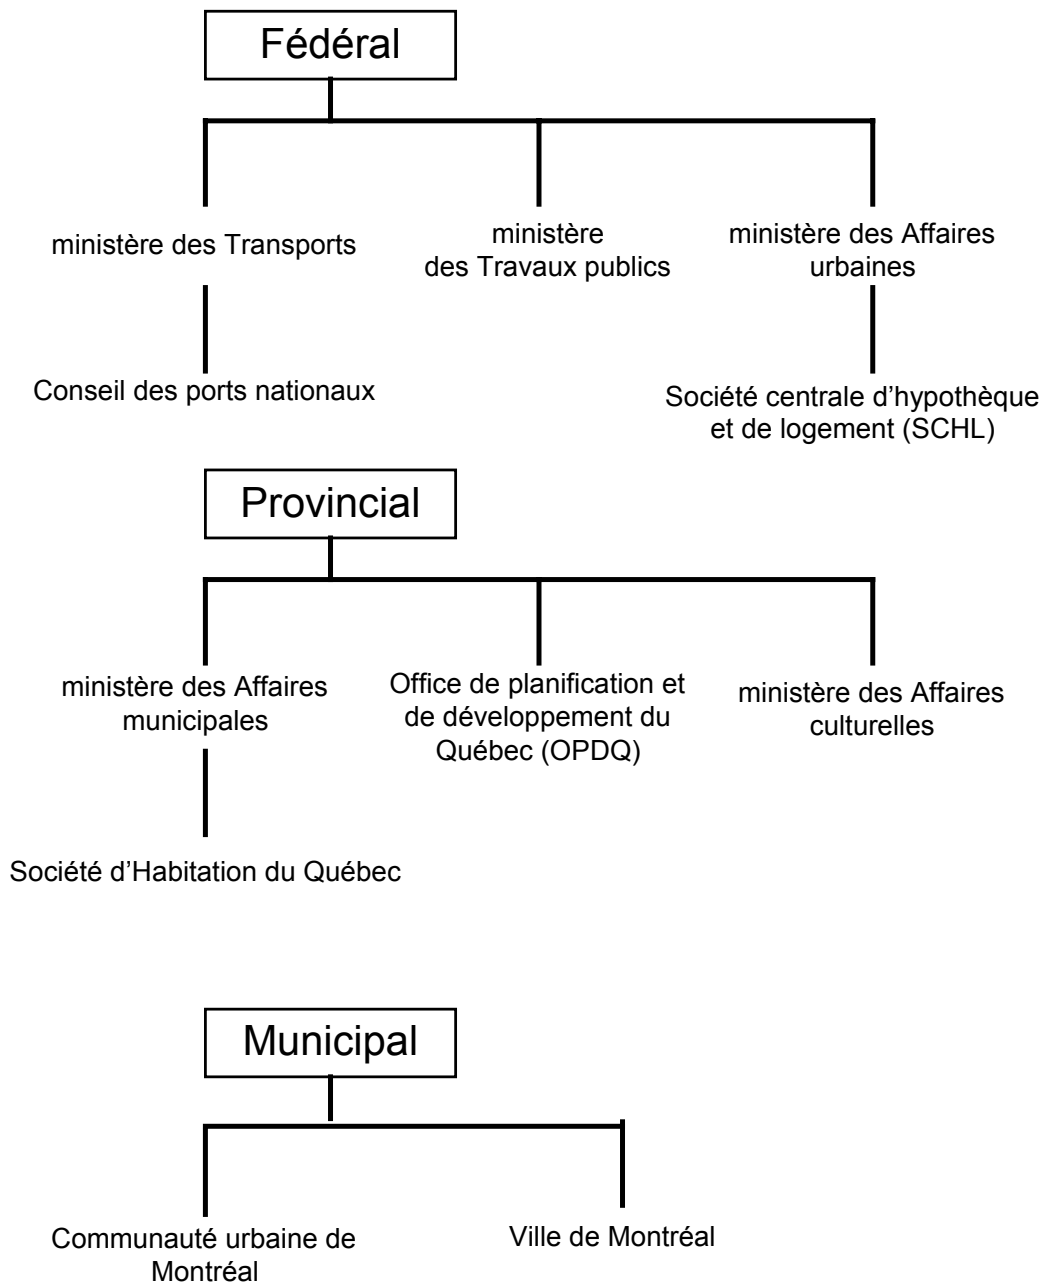 Fédéral
ministère des Transports
ministère
des Travaux publics
ministère des Affaires
urbaines
Conseil des ports nationaux
Société centrale d’hypothèque
et de logement (SCHL)
Provincial
ministère des Affaires
municipales
Office de planification et
de développement du
Québec (OPDQ)
ministère des Affaires
culturelles
Société d’Habitation du Québec
Municipal
Communauté urbaine de
Montréal
Ville de Montréal